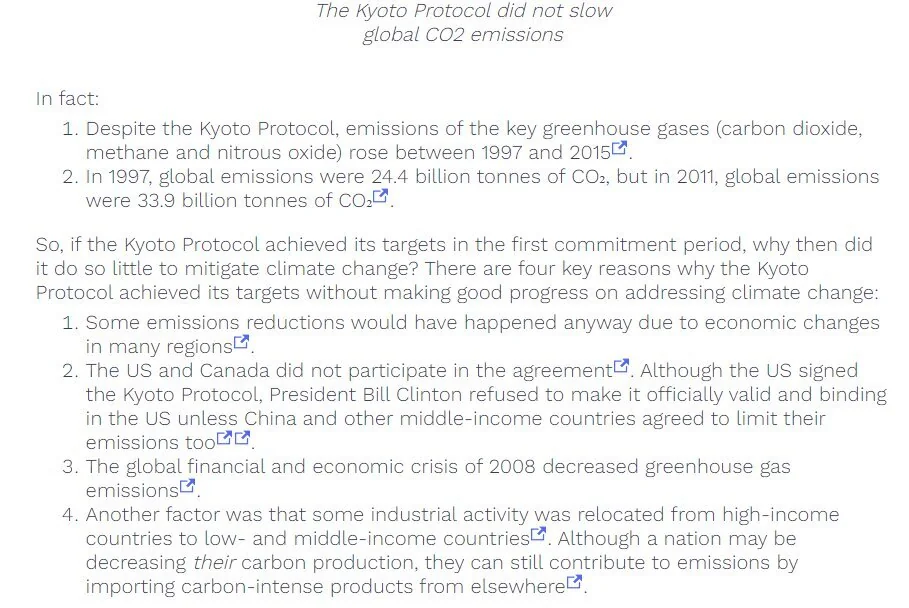 The Kyoto Protocol did not slow
global CO2 emissions
In fact:
1. Despite the Kyoto Protocol, emissions of the key greenhouse gases (carbon dioxide,
methane and nitrous oxide) rose between 1997 and 2015.
2. In 1997, global emissions were 24.4 billion tonnes of CO₂, but in 2011, global emissions
were 33.9 billion tonnes of CO₂.
So, if the Kyoto Protocol achieved its targets in the first commitment period, why then did
it do so little to mitigate climate change? There are four key reasons why the Kyoto
Protocol achieved its targets without making good progress on addressing climate change:
1. Some emissions reductions would have happened anyway due to economic changes
in many regions.
2. The US and Canada did not participate in the agreement. Although the US signed
the Kyoto Protocol, President Bill Clinton refused to make it officially valid and binding
in the US unless China and other middle-income countries agreed to limit their
emissions too.
3. The global financial and economic crisis of 2008 decreased greenhouse gas
emissions.
4. Another factor was that some industrial activity was relocated from high-income
countries to low- and middle-income countries. Although a nation may be
decreasing their carbon production, they can still contribute to emissions by
importing carbon-intense products from elsewhere.